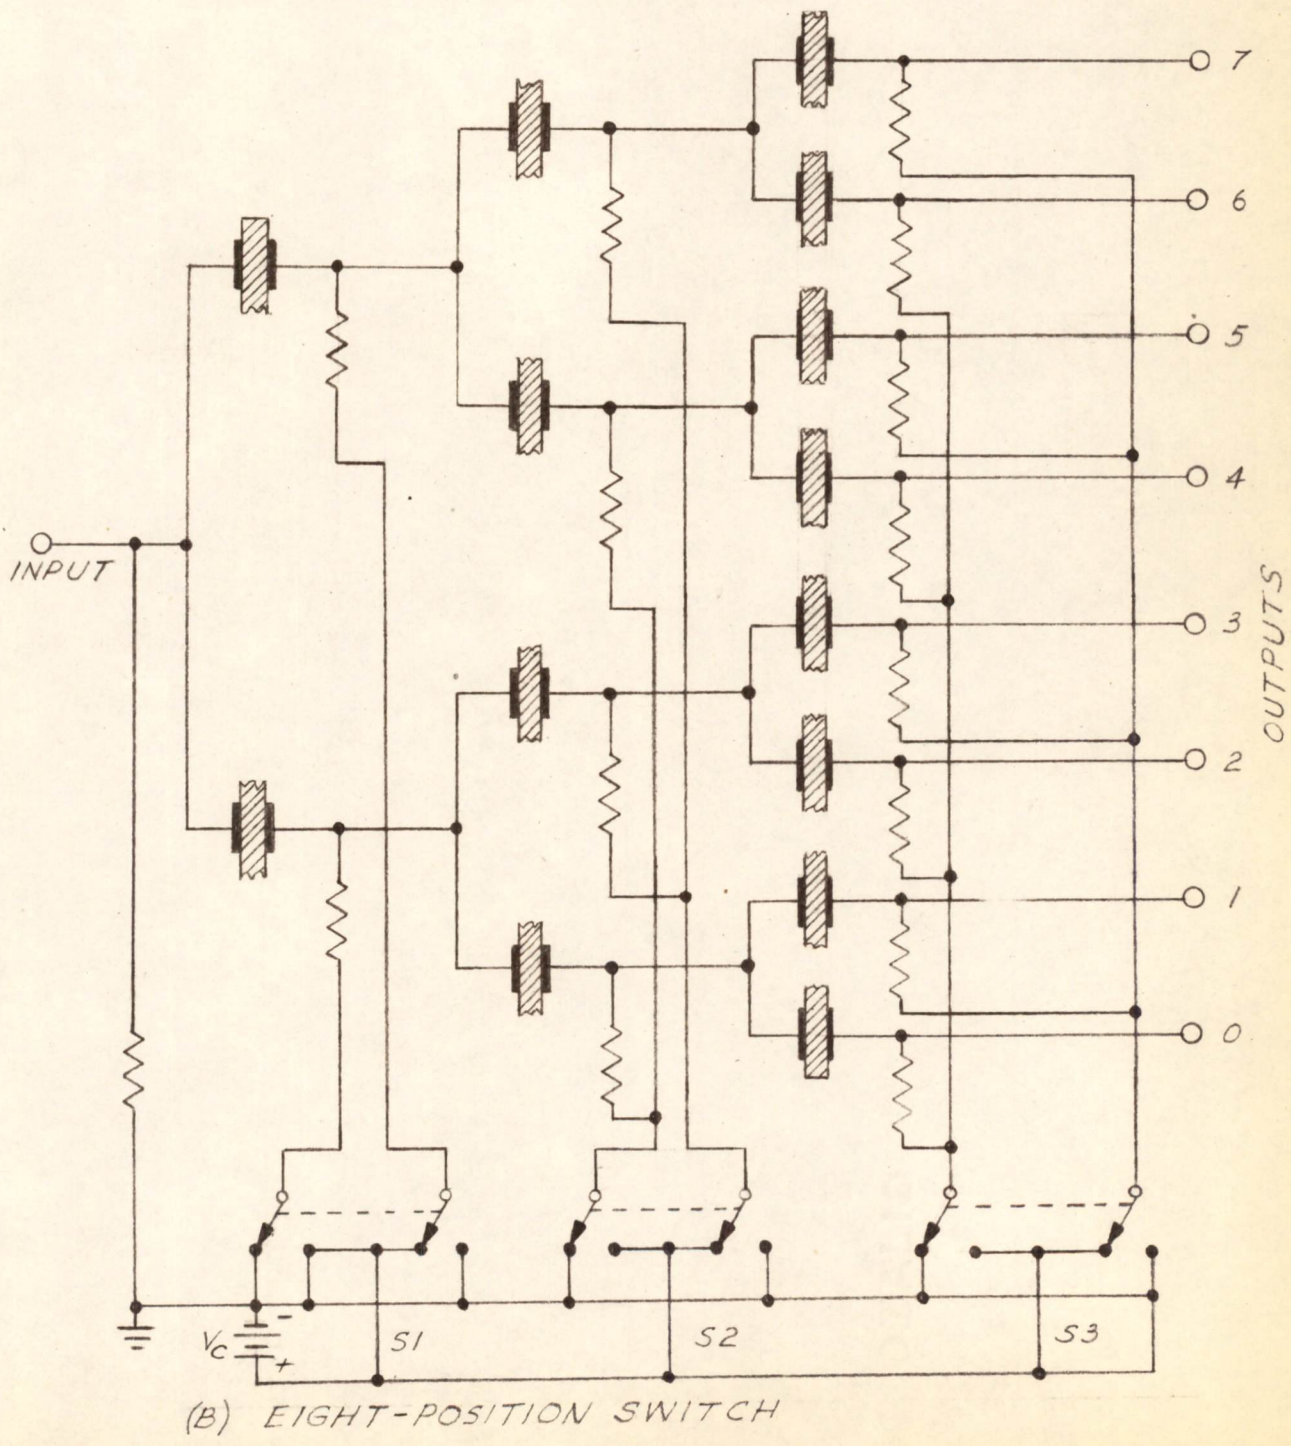 7
6
5
4
INPUT
3
OUTPUTS
2
1
0
-
VC
+
S1
S2
S3
(B) EIGHT-POSITION SWITCH